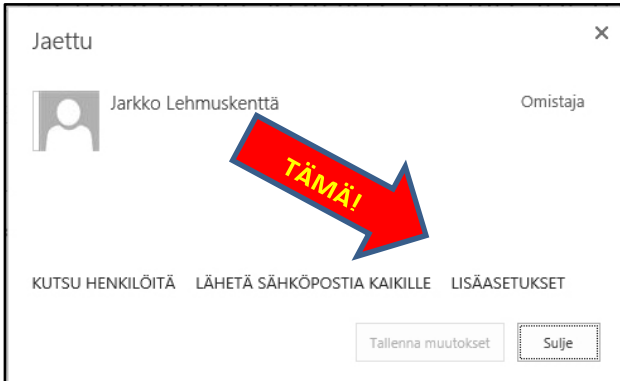 Jaettu
Jarkko Lehmuskenttä
Omistaja
TÄMÄ!
KUTSU HENKILÖITÄ LÄHETÄ SÄHKÖPOSTIA KAIKILLE LISÄASETUKSET
Tallenna muutokset Sulje